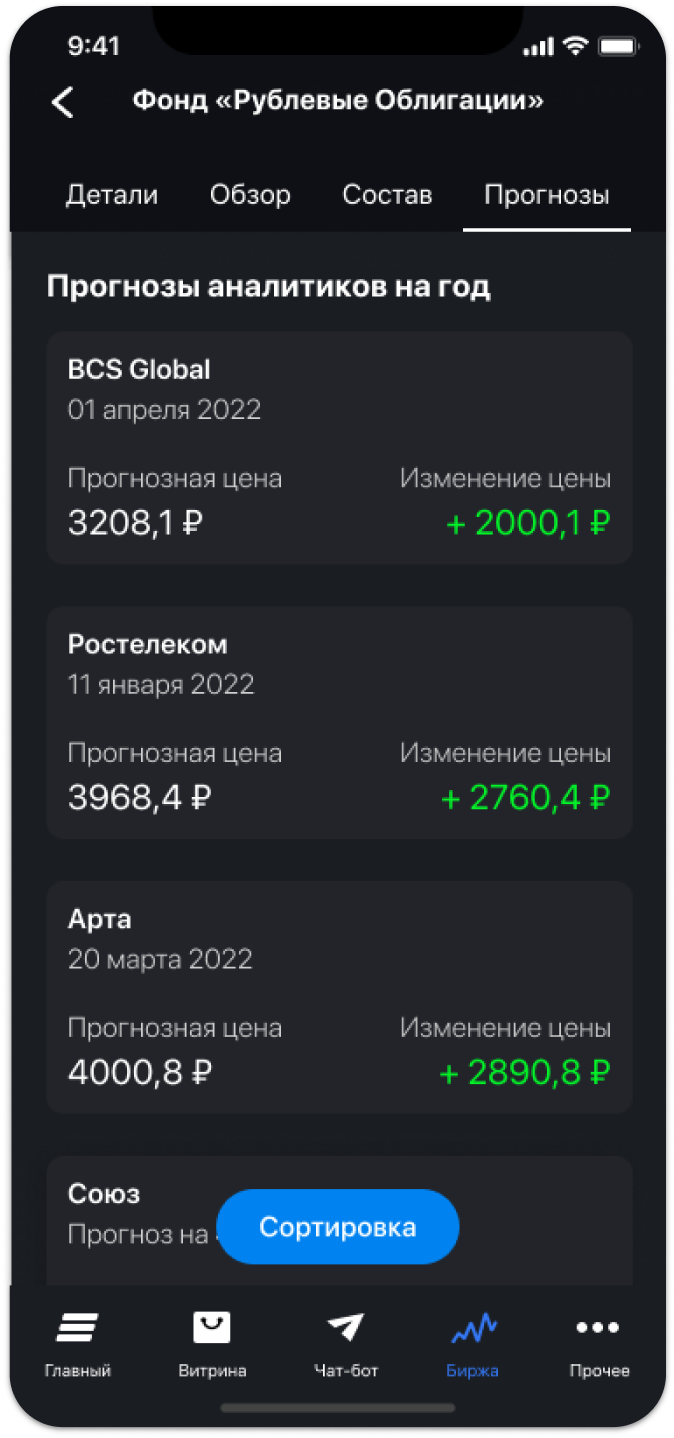 9:41
Фонд «Рублевые Облигации»
Детали Обзор Состав Прогнозы
Прогнозы аналитиков на год
BCS Global
01 апреля 2022
Прогнозная цена Изменение цены
3208,1 ₽ + 2000,1 ₽
Ростелеком
11 января 2022
Прогнозная цена Изменение цены
3968,4 ₽ + 2760,4 ₽
Арта
20 марта 2022
Прогнозная цена Изменение цены
4000,8 ₽ + 2890,8 ₽
Союз
Прогноз на
Сортировка
Главный Витрина Чат-бот Биржа Прочее